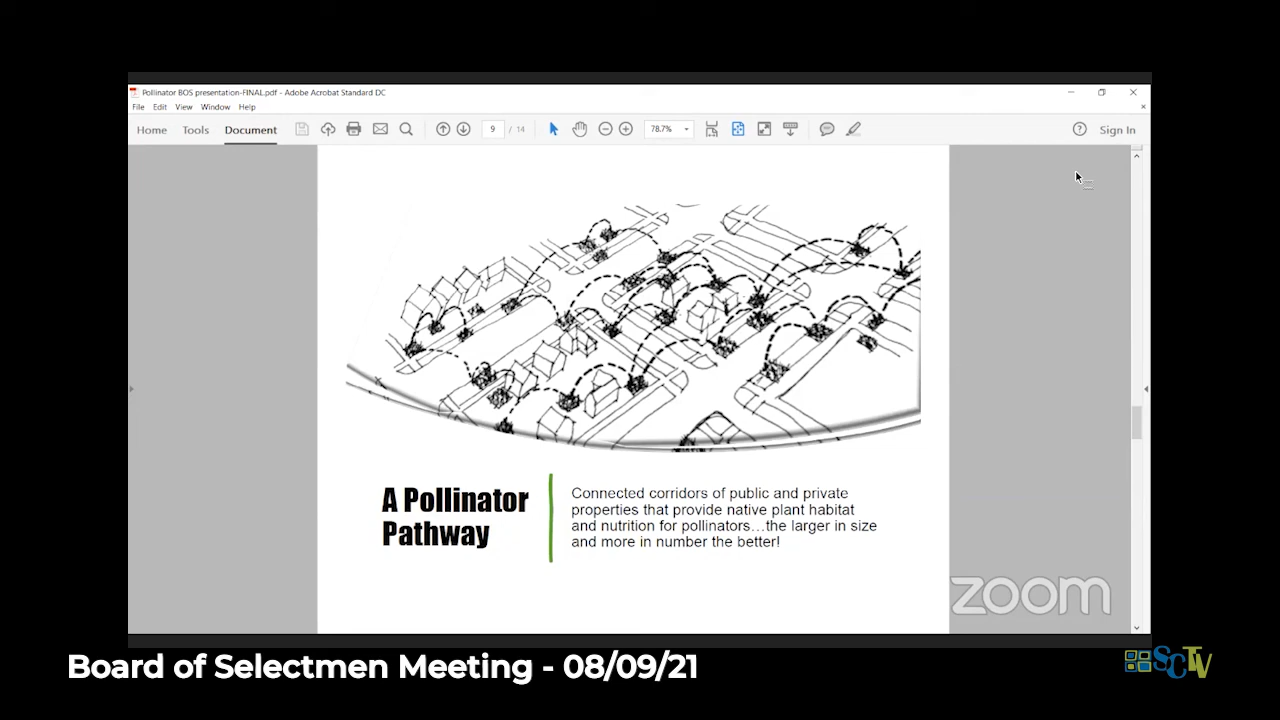 Pollinator BOS presentation-FINAL.pdf - Adobe Acrobat Standard DC
File Edit View Window Help
Home Tools Document 9 / 14 78.7% Sign In
A Pollinator
Pathway
Connected corridors of public and private
properties that provide native plant habitat
and nutrition for pollinators…the larger in size
and more in number the better!
zoom
Board of Selectmen Meeting - 08/09/21
SCTV